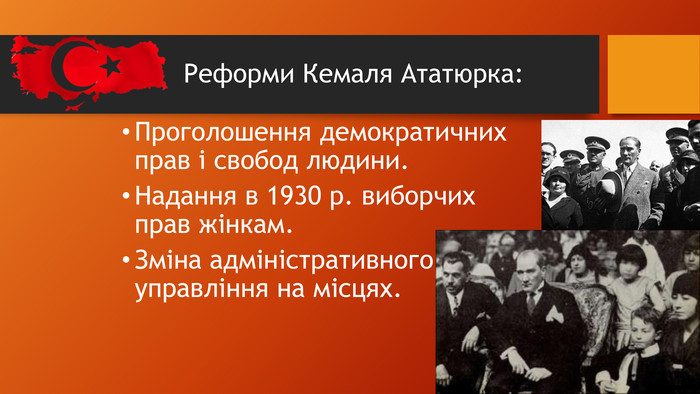 Реформи Кемаля Ататюрка:
• Проголошення демократичних
прав і свобод людини.
• Надання в 1930 р. виборчих
прав жінкам.
• Зміна адміністративного
управління на місцях.